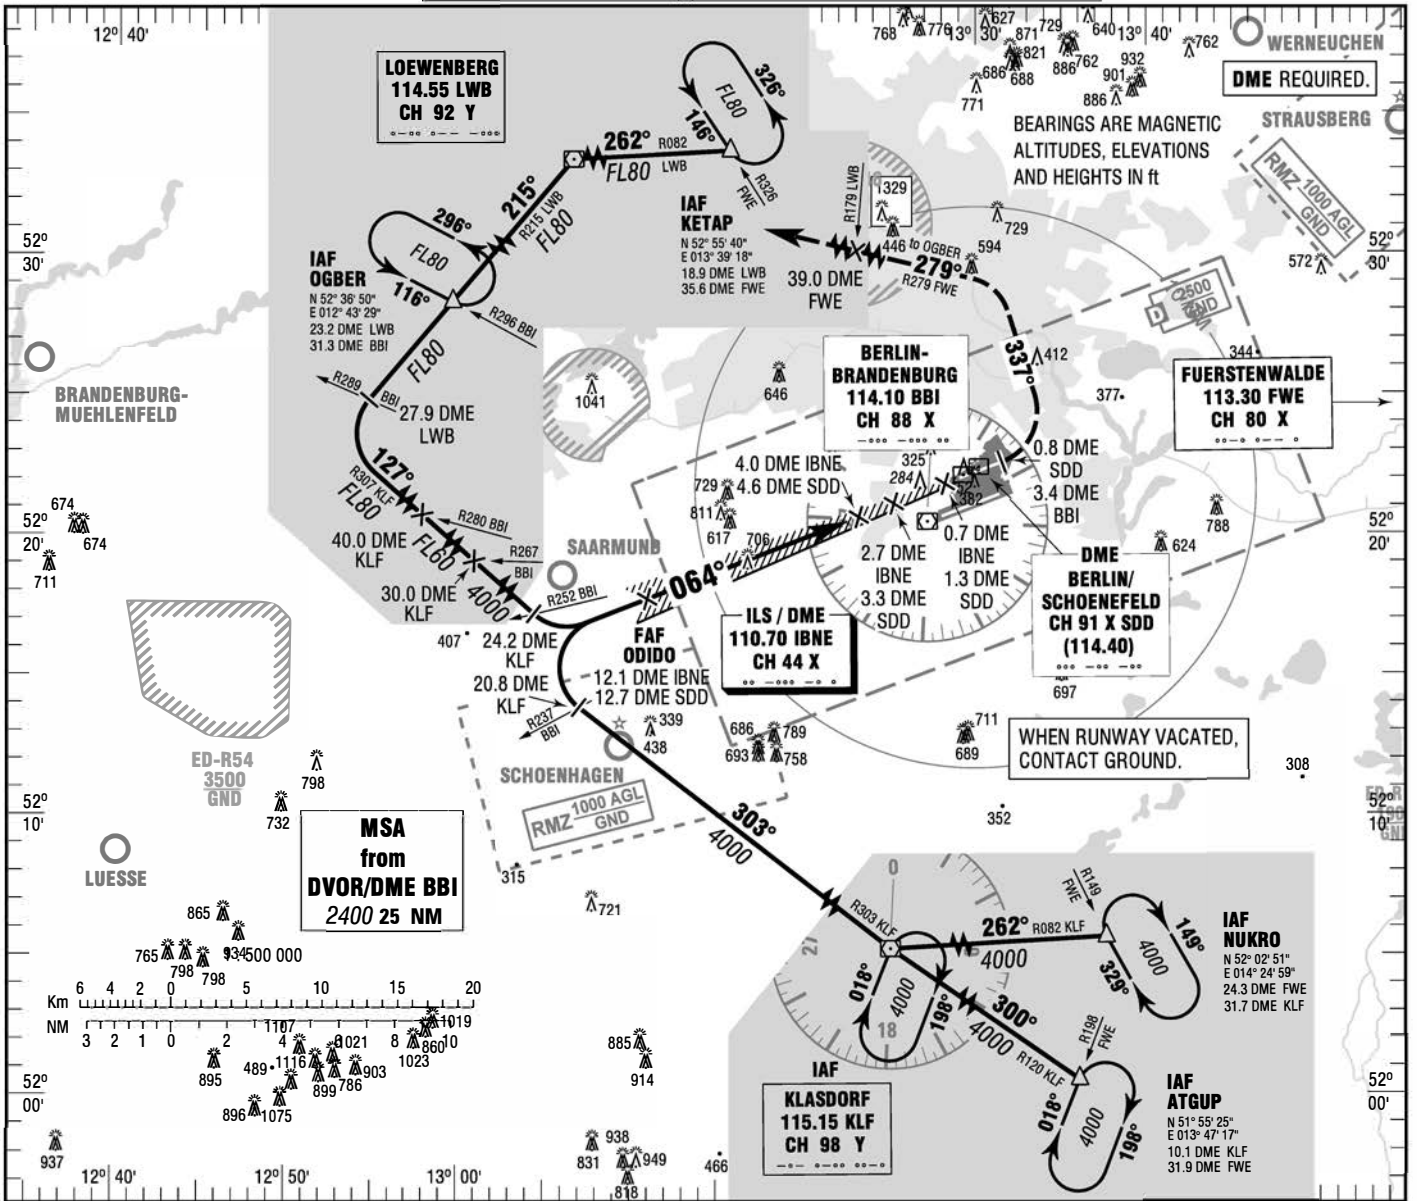 12° 40'
13° 30'
13° 40'
768
776
627
871
729
640
762
821
686
688
886
762
901
932
886
771
WERNEUCHEN
DME REQUIRED.
STRAUSBERG
BEARINGS ARE MAGNETIC
ALTITUDES, ELEVATIONS
AND HEIGHTS IN ft
RMZ 1000 AGL
GND
LOEWENBERG
114.55 LWB
CH 92 Y
326°
FL80
146°
262° R082
FL80 LWB
R326
FWE
IAF
KETAP
N 52° 55' 40"
E 013° 39' 18"
18.9 DME LWB
35.6 DME FWE
R179 LWB
1329
446 to OGBER
594
729
279°
R279 FWE
39.0 DME
FWE
572
52°
30'
52°
30'
215°
R215 LWB
FL80
296°
FL80
116°
IAF
OGBER
N 52° 36' 50"
E 012° 43' 29"
23.2 DME LWB
31.3 DME BBI
R296 BBI
FL80
R289
BBI
27.9 DME
LWB
BRANDENBURG-
MUEHLENFELD
1041
646
2500
GND
D
337°
412
344
377
BERLIN-
BRANDENBURG
114.10 BBI
CH 88 X
FUERSTENWALDE
113.30 FWE
CH 80 X
127°
R307 KLF
FL80
R280 BBI
40.0 DME
KLF
FL60
R267
BBI
30.0 DME
KLF
4000
674
674
711
52°
20'
52°
20'
4.0 DME IBNE
4.6 DME SDD
325
284
382
0.8 DME
SDD
3.4 DME
BBI
729
811
617
706
788
624
SAARMUND
R252 BBI
064°
2.7 DME
IBNE
3.3 DME
SDD
0.7 DME
IBNE
1.3 DME
SDD
DME
BERLIN/
SCHOENEFELD
CH 91 X SDD
(114.40)
ILS / DME
110.70 IBNE
CH 44 X
407
24.2 DME
KLF
FAF
ODIDO
12.1 DME IBNE
12.7 DME SDD
20.8 DME
KLF
R237
BBI
697
339
438
686
789
693
758
711
689
WHEN RUNWAY VACATED,
CONTACT GROUND.
308
352
SCHOENHAGEN
RMZ 1000 AGL
GND
315
ED-R54
3500
GND
798
732
LUESSE
MSA
from
DVOR/DME BBI
2400 25 NM
52°
10'
52°
10'
303°
4000
721
865
765
798
798
934
1:500 000
Km
6 4 2 0 5 10 15 20
NM
3 2 1 0 2 4 6 8 10
1107
1021
1019
860
1023
1116
895
489
903
786
899
896
1075
885
914
0
27
18
R303 KLF
262° R082 KLF
4000
R149
FWE
149°
4000
329°
IAF
NUKRO
N 52° 02' 51"
E 014° 24' 59"
24.3 DME FWE
31.7 DME KLF
018°
4000
198°
300°
4000
R120 KLF
R198
FWE
IAF
KLASDORF
115.15 KLF
CH 98 Y
018°
4000
198°
IAF
ATGUP
N 51° 55' 25"
E 013° 47' 17"
10.1 DME KLF
31.9 DME FWE
52°
00'
52°
00'
937
938
831
949
818
466
12° 40'
12° 50'
13° 00'